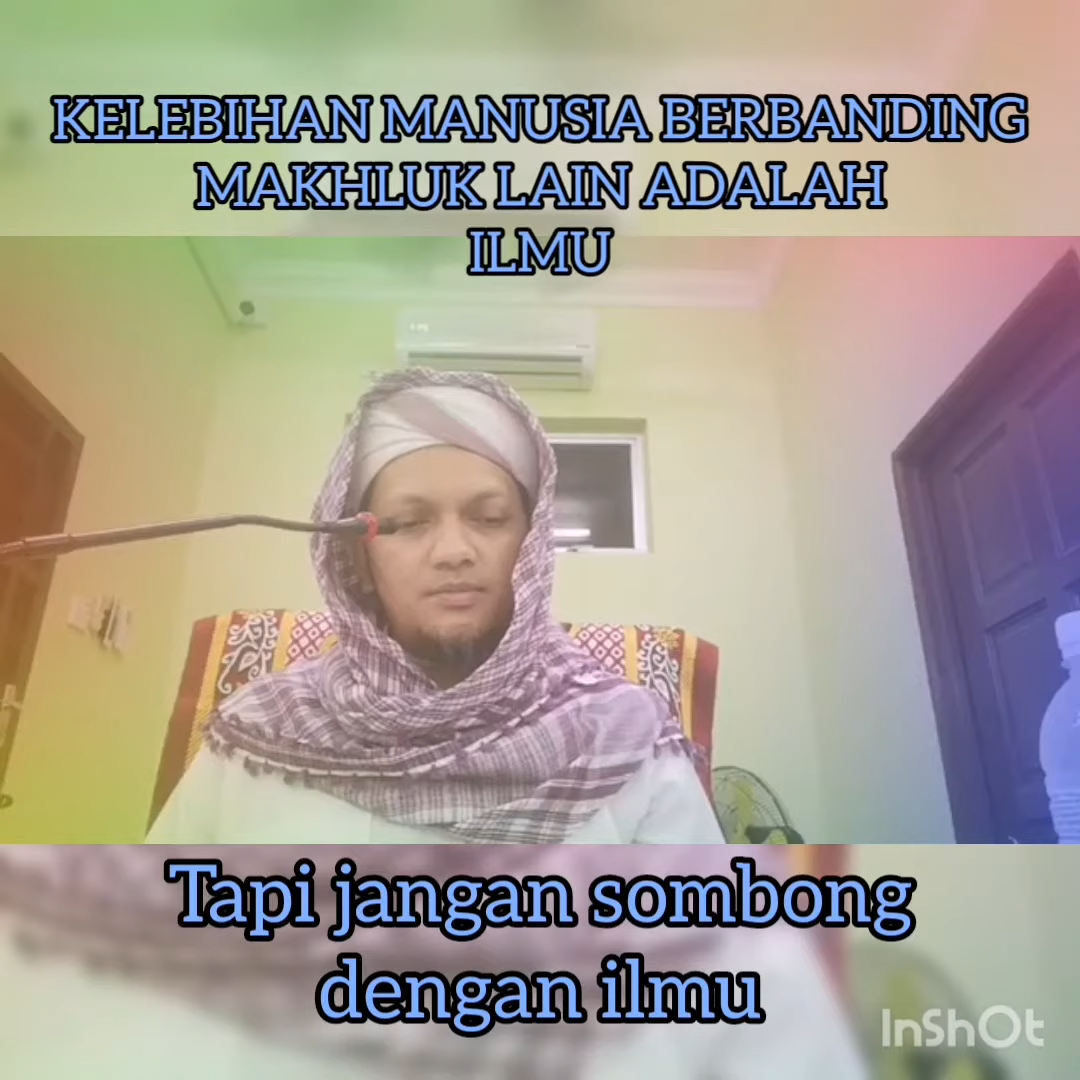 KELEBIHAN MANUSIA BERBANDING
MAKHLUK LAIN ADALAH
ILMU
Tapi jangan sombong
dengan ilmu
InShOt